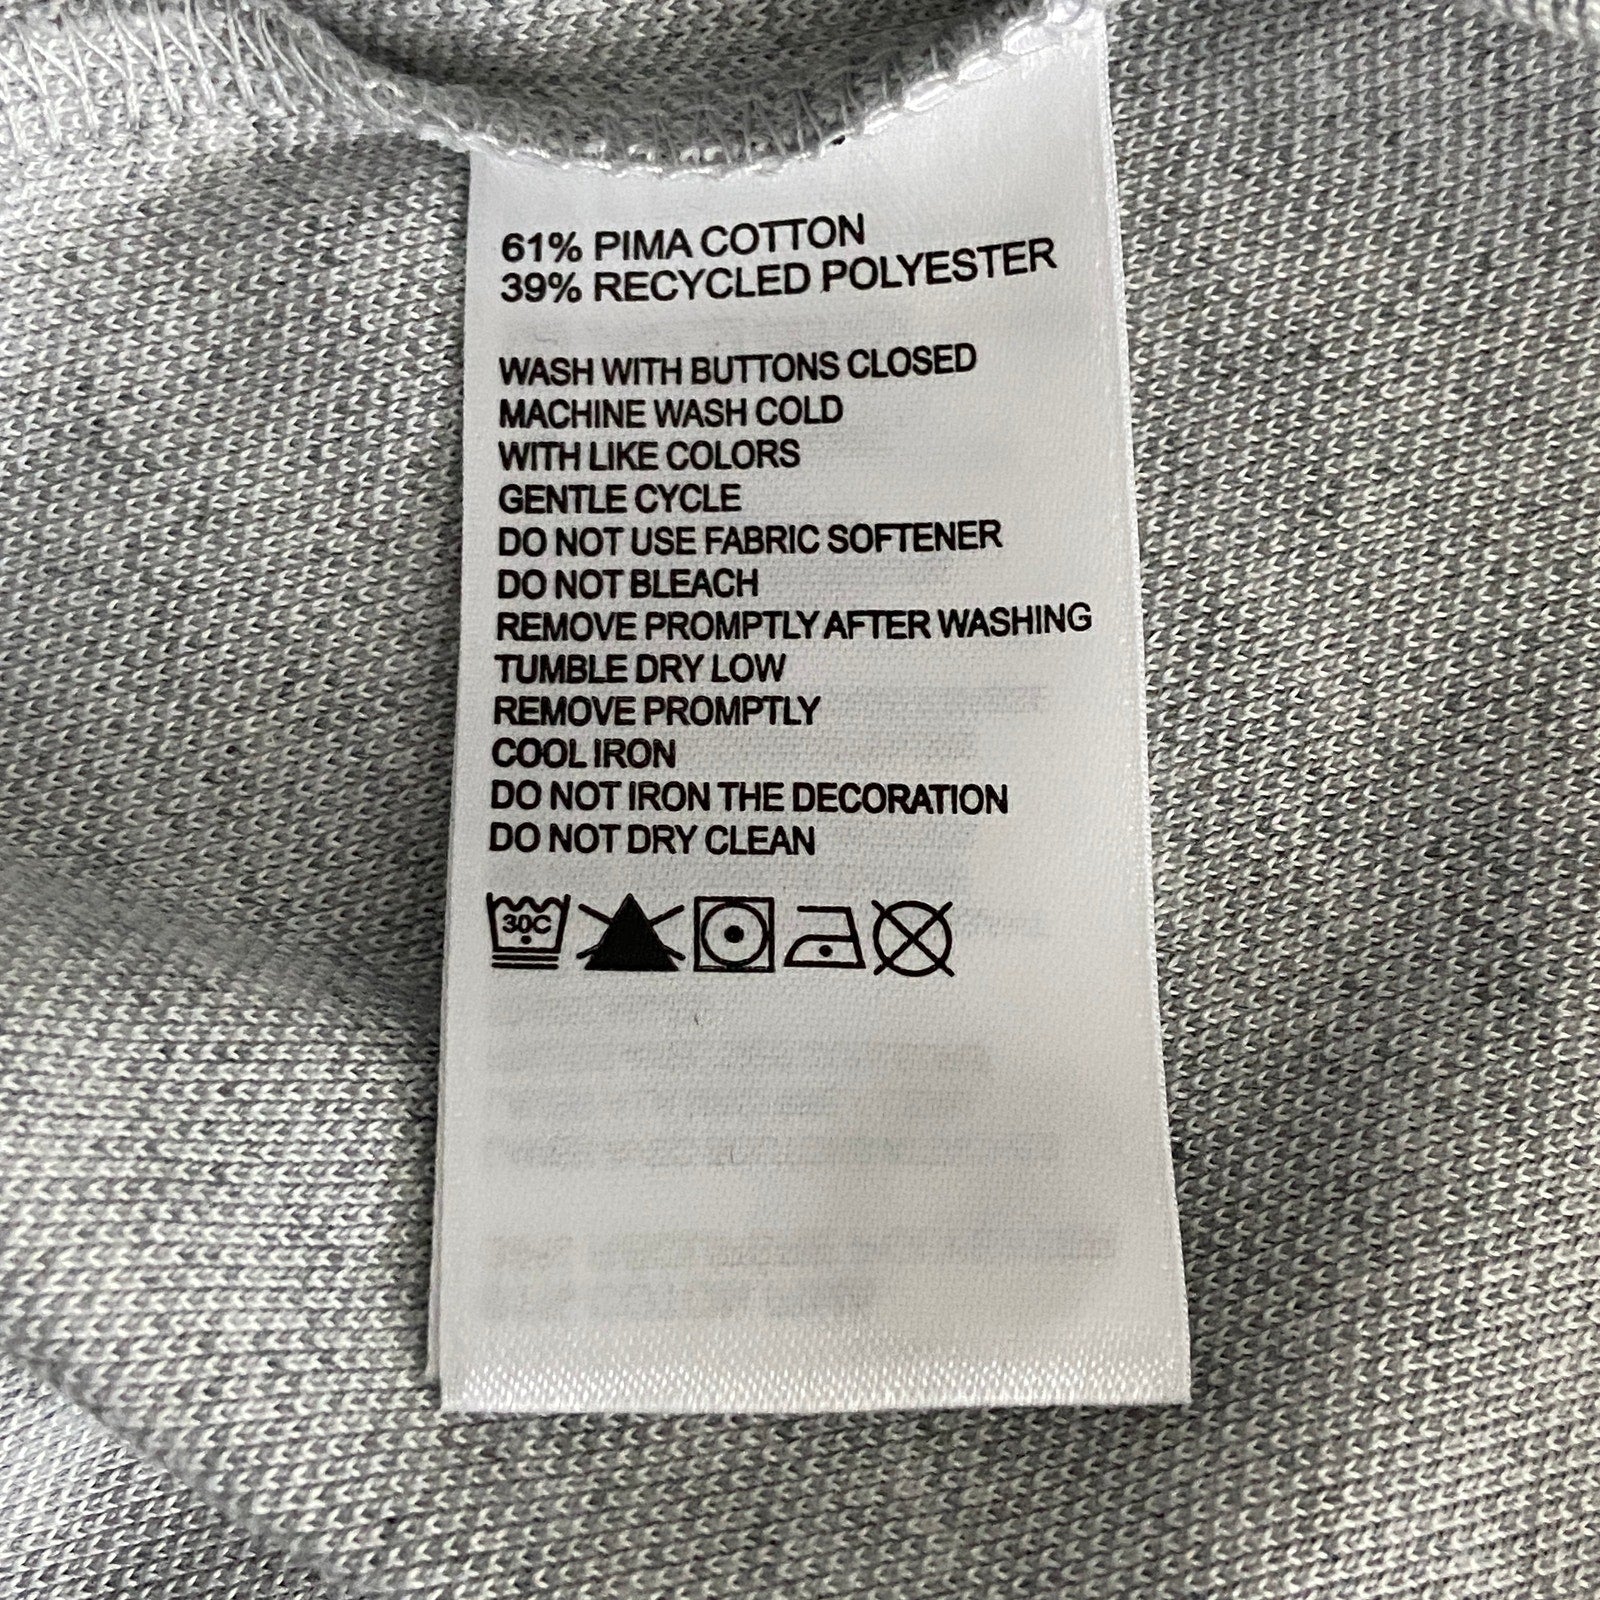 61% PIMA COTTON
39% RECYCLED POLYESTER
WASH WITH BUTTONS CLOSED
MACHINE WASH COLD
WITH LIKE COLORS
GENTLE CYCLE
DO NOT USE FABRIC SOFTENER
DO NOT BLEACH
REMOVE PROMPTLY AFTER WASHING
TUMBLE DRY LOW
REMOVE PROMPTLY
COOL IRON
DO NOT IRON THE DECORATION
DO NOT DRY CLEAN
30C